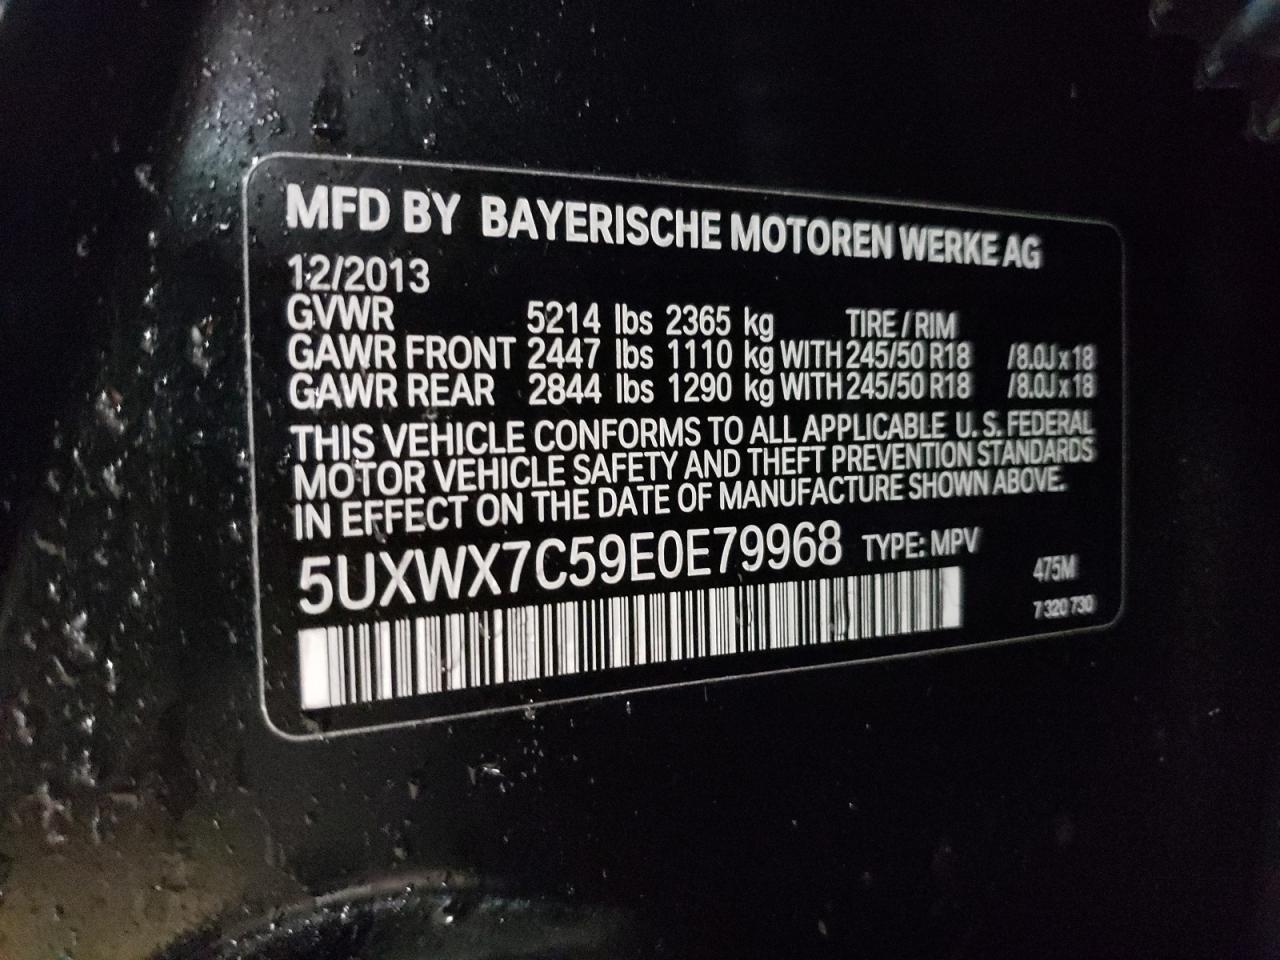 MFD BY BAYERISCHE MOTOREN WERKE AG
12/2013
GVWR 5214 lbs 2365 kg TIRE / RIM
GAWR FRONT 2447 lbs 1110 kg WITH 245/50 R18 /8.0J x 18
GAWR REAR 2844 lbs 1290 kg WITH 245/50 R18 /8.0J x 18
THIS VEHICLE CONFORMS TO ALL APPLICABLE U.S. FEDERAL
MOTOR VEHICLE SAFETY AND THEFT PREVENTION STANDARDS
IN EFFECT ON THE DATE OF MANUFACTURE SHOWN ABOVE.
5UXWX7C59E0E79968 TYPE: MPV
475M
7 320 730